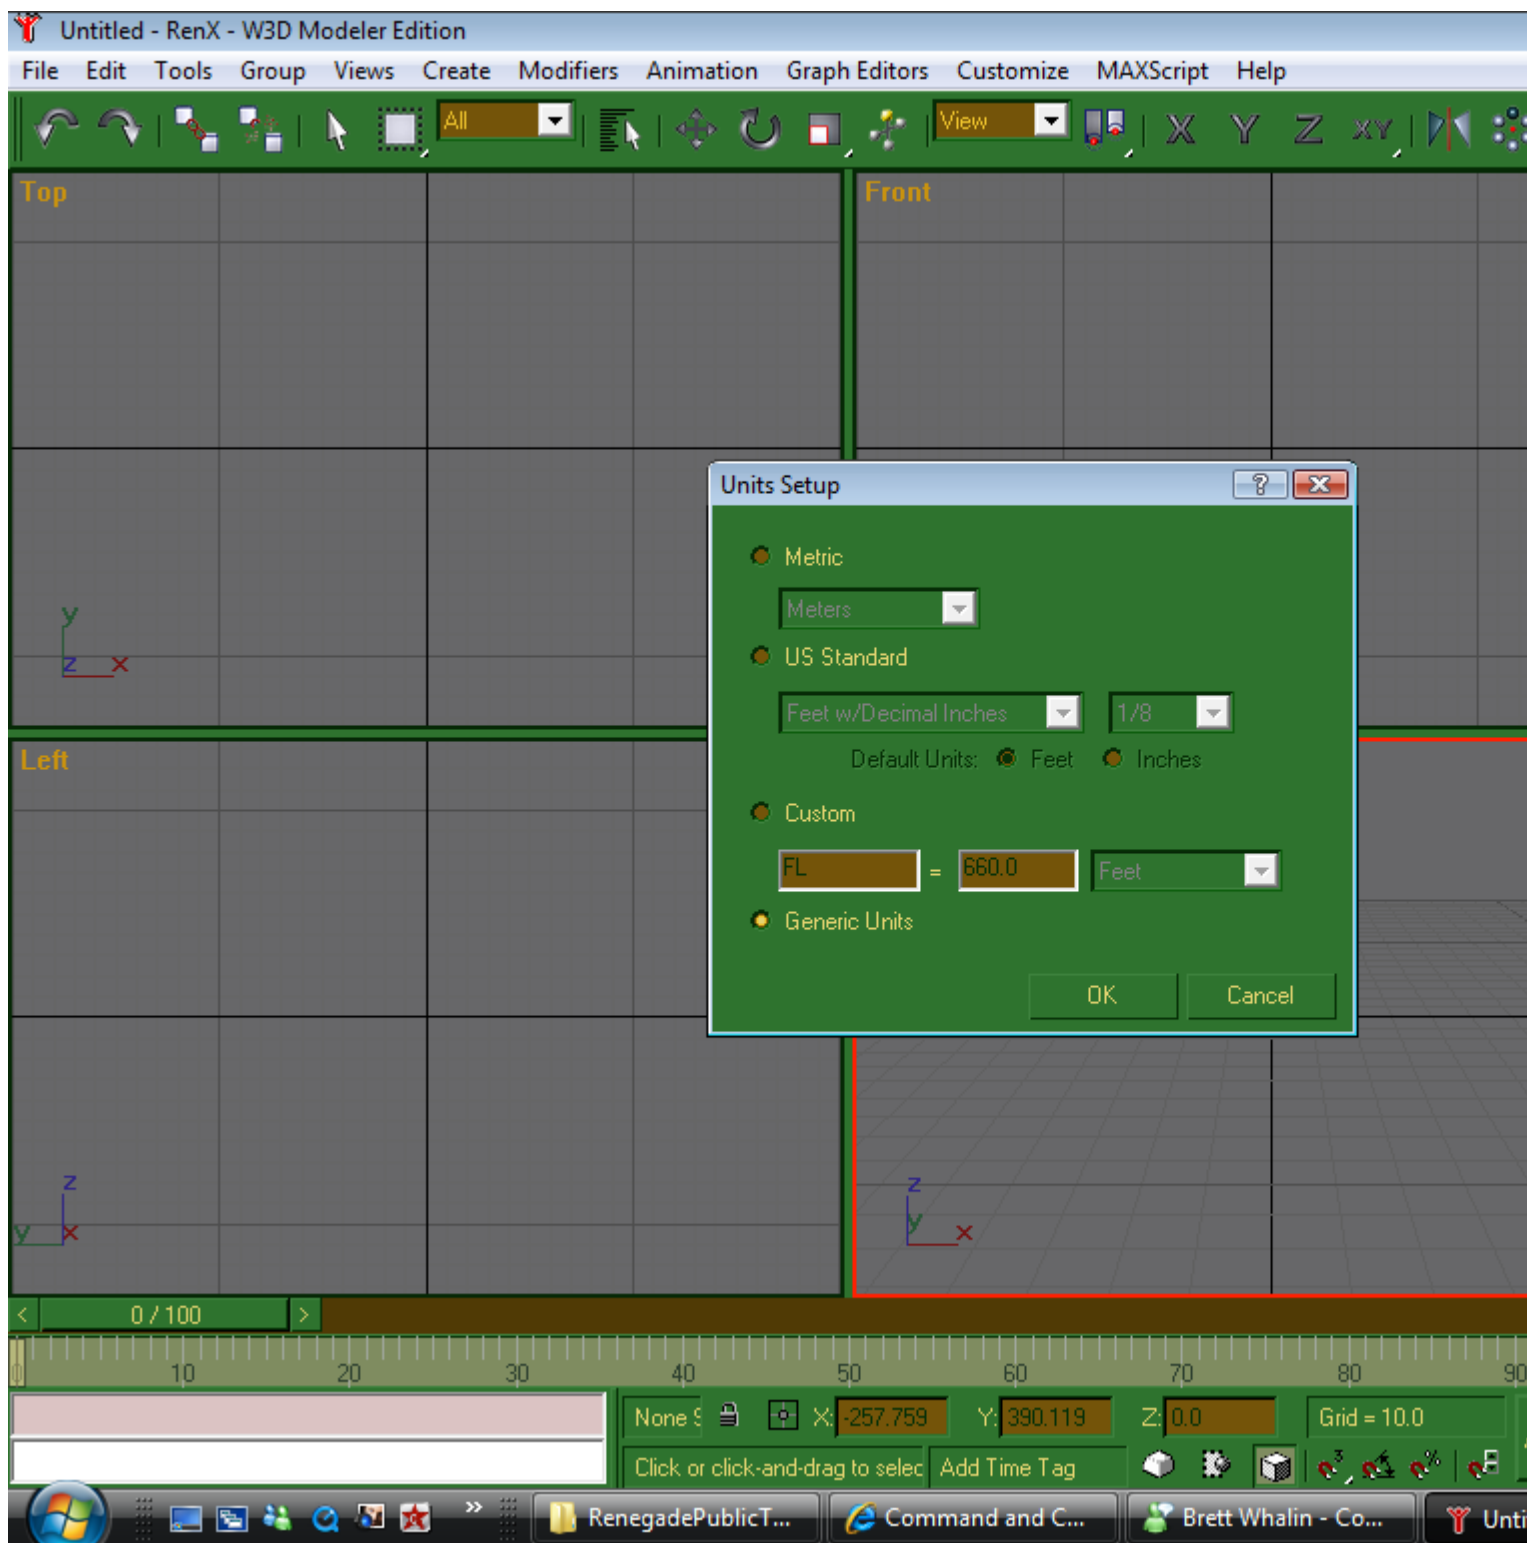 Untitled - RenX - W3D Modeler Edition
File Edit Tools Group Views Create Modifiers Animation Graph Editors Customize MAXScript Help
All View X Y Z XY
Top Front
Units Setup
Metric
Meters
US Standard
Feet w/Decimal Inches 1/8
Default Units: Feet Inches
Custom
FL = 660.0 Feet
Generic Units
OK Cancel
y
z x
Left
z
y x
z
y x
< 0 / 100 >
0 10 20 30 40 50 60 70 80 90
None S X: -257.759 Y: 390.119 Z: 0.0 Grid = 10.0
Click or click-and-drag to selec Add Time Tag
RenegadePublicT... Command and C... Brett Whalin - Co... Unti